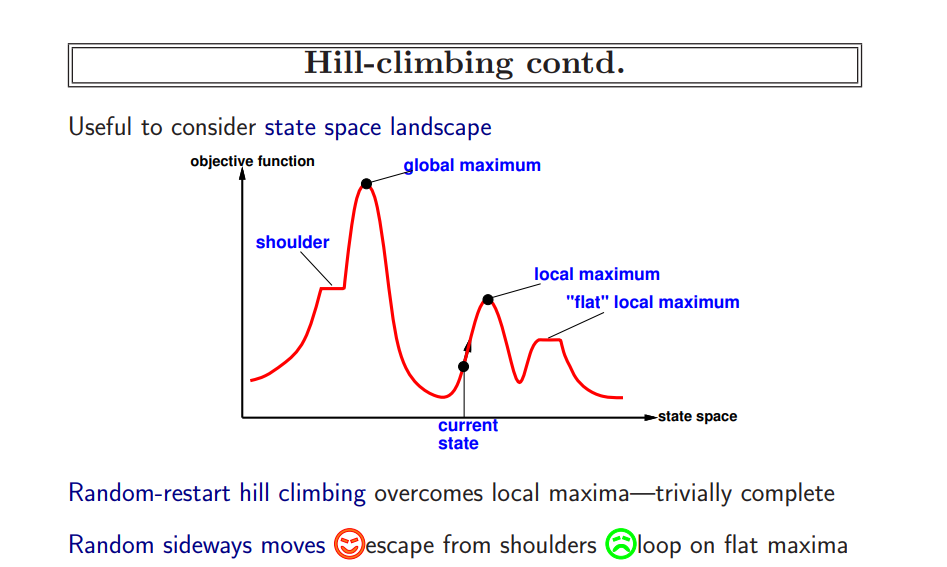 Hill-climbing contd.
Useful to consider state space landscape
objective function
global maximum
shoulder
local maximum
"flat" local maximum
state space
current
state
Random-restart hill climbing overcomes local maxima—trivially complete
Random sideways moves escape from shoulders loop on flat maxima